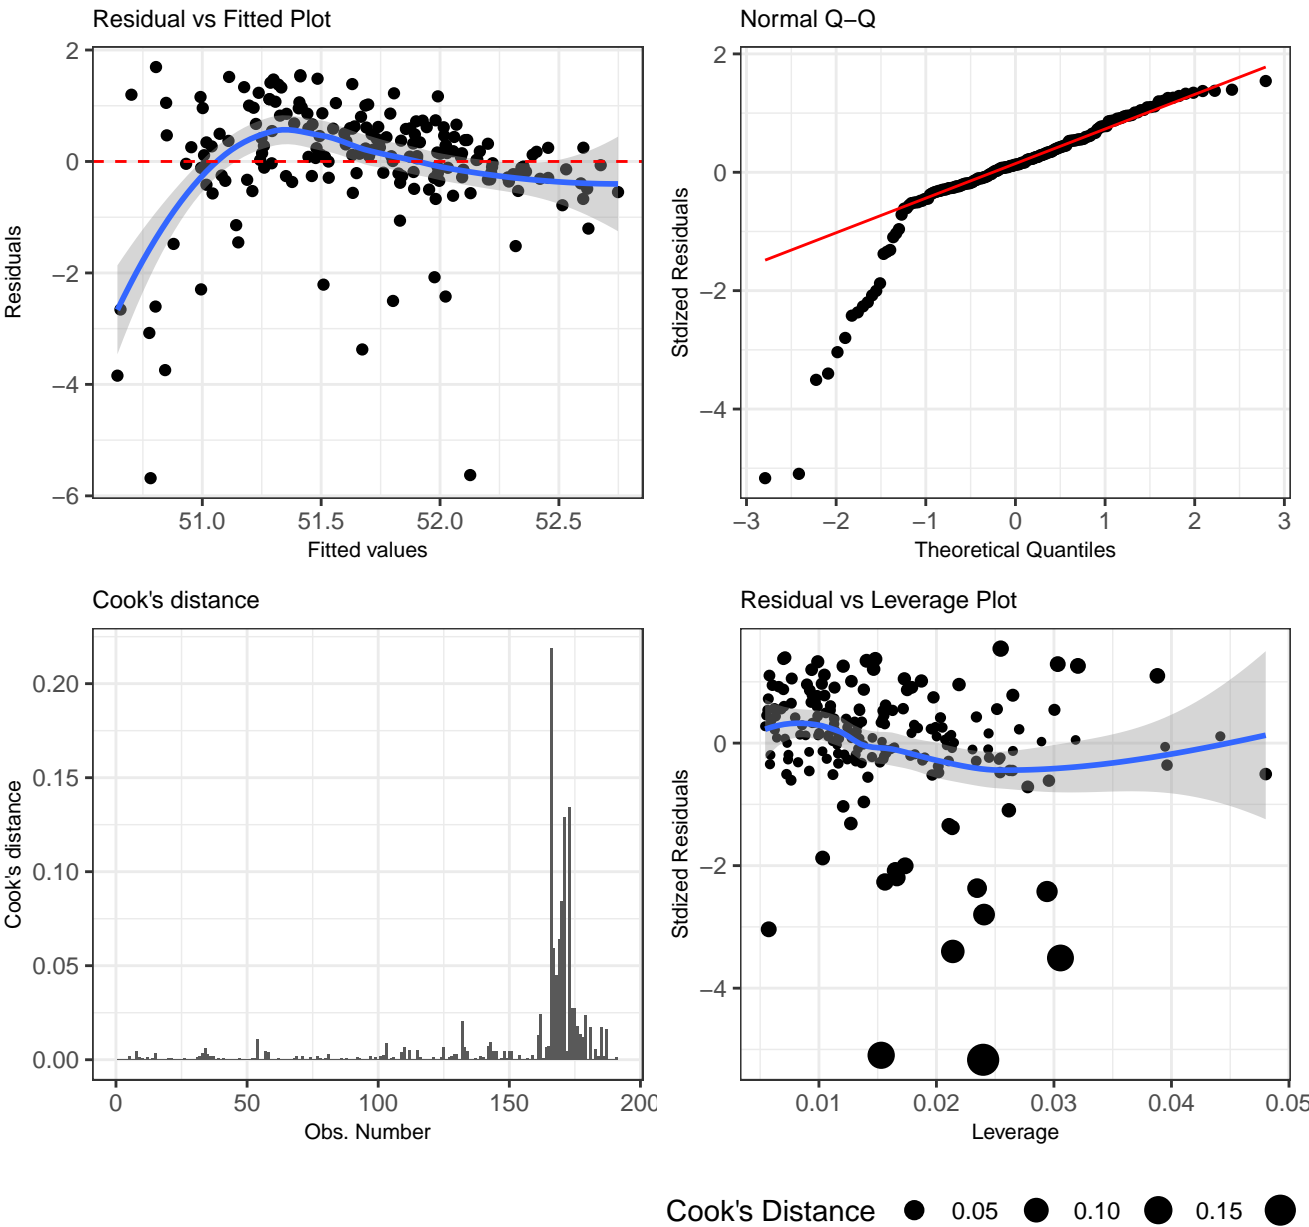 Residual vs Fitted Plot
2
0
−2
−4
−6
51.0 51.5 52.0 52.5
Fitted values
Residuals
Normal Q−Q
2
0
−2
−4
−3 −2 −1 0 1 2 3
Theoretical Quantiles
Stdized Residuals
Cook's distance
0.20
0.15
0.10
0.05
0.00
0 50 100 150 200
Obs. Number
Cook's distance
Residual vs Leverage Plot
0
−2
−4
0.01 0.02 0.03 0.04 0.05
Leverage
Stdized Residuals
Cook's Distance 0.05 0.10 0.15